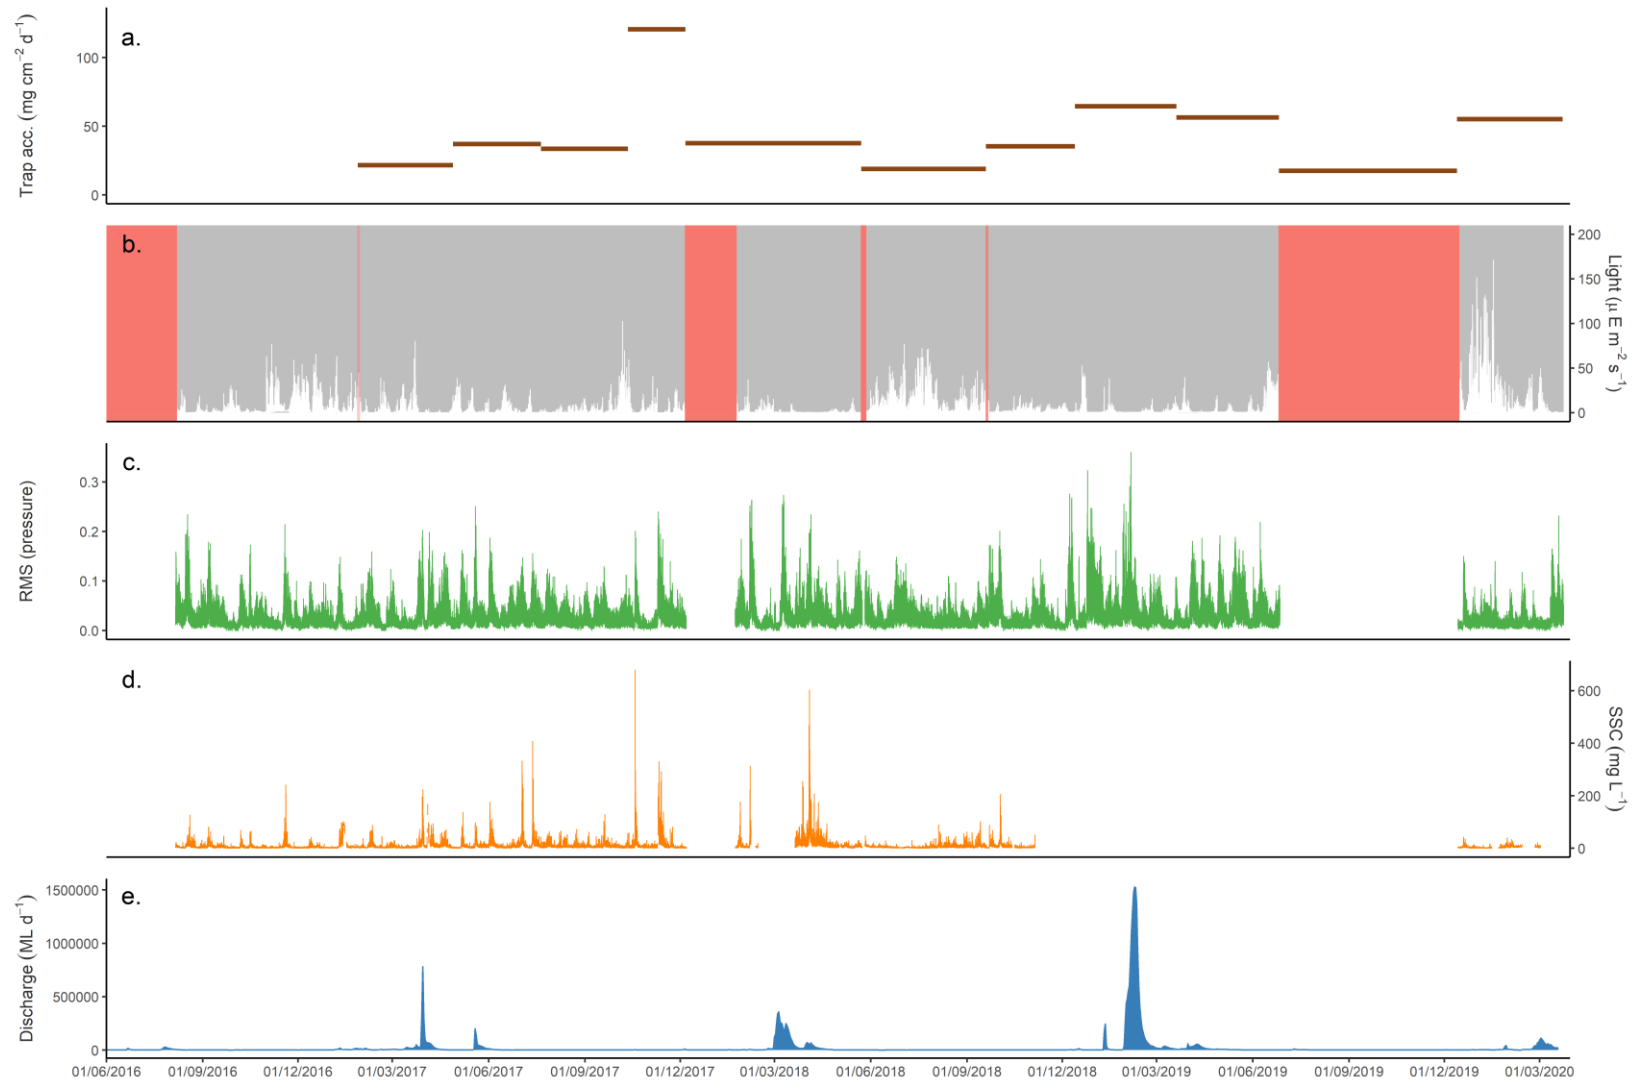 a.
Trap acc. (mg cm⁻² d⁻¹)
100
50
0
b.
200
150
100
50
0
Light (μ E m⁻² s⁻¹)
c.
RMS (pressure)
0.3
0.2
0.1
0.0
d.
600
400
200
0
SSC (mg L⁻¹)
e.
Discharge (ML d⁻¹)
1500000
1000000
500000
0
01/06/2016 01/09/2016 01/12/2016 01/03/2017 01/06/2017 01/09/2017 01/12/2017 01/03/2018 01/06/2018 01/09/2018 01/12/2018 01/03/2019 01/06/2019 01/09/2019 01/12/2019 01/03/2020